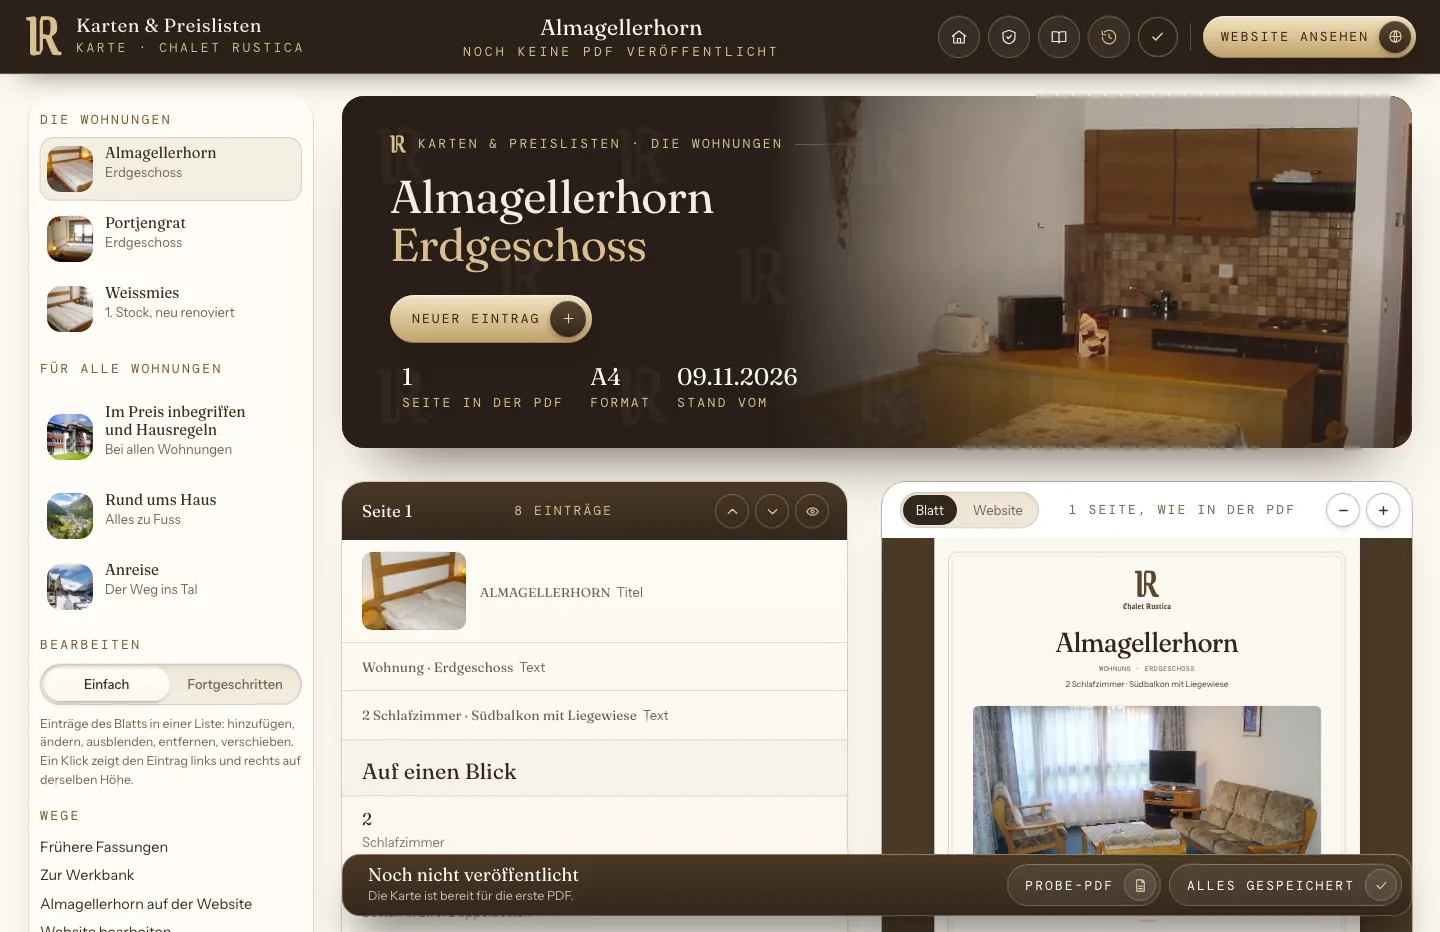 Karten & Preislisten
KARTE · CHALET RUSTICA
Almagellerhorn
NOCH KEINE PDF VERÖFFENTLICHT
WEBSITE ANSEHEN
DIE WOHNUNGEN
Almagellerhorn
Erdgeschoss
Portjengrat
Erdgeschoss
Weissmies
1. Stock, neu renoviert
FÜR ALLE WOHNUNGEN
Im Preis inbegriffen
und Hausregeln
Bei allen Wohnungen
Rund ums Haus
Alles zu Fuss
Anreise
Der Weg ins Tal
BEARBEITEN
Einfach
Fortgeschritten
Einträge des Blatts in einer Liste: hinzufügen,
ändern, ausblenden, entfernen, verschieben.
Ein Klick zeigt den Eintrag links und rechts auf
derselben Höhe.
WEGE
Frühere Fassungen
Zur Werkbank
Almagellerhorn auf der Website
Website bearbeiten
KARTEN & PREISLISTEN · DIE WOHNUNGEN
Almagellerhorn
Erdgeschoss
NEUER EINTRAG
1
SEITE IN DER PDF
A4
FORMAT
09.11.2026
STAND VOM
Seite 1
8 EINTRÄGE
ALMAGELLERHORN Titel
Wohnung · Erdgeschoss Text
2 Schlafzimmer · Südbalkon mit Liegewiese Text
Auf einen Blick
2
Schlafzimmer
Blatt
Website
1 SEITE, WIE IN DER PDF
Chalet Rustica
Almagellerhorn
WOHNUNG · ERDGESCHOSS
2 Schlafzimmer · Südbalkon mit Liegewiese
Noch nicht veröffentlicht
Die Karte ist bereit für die erste PDF.
PROBE-PDF
ALLES GESPEICHERT